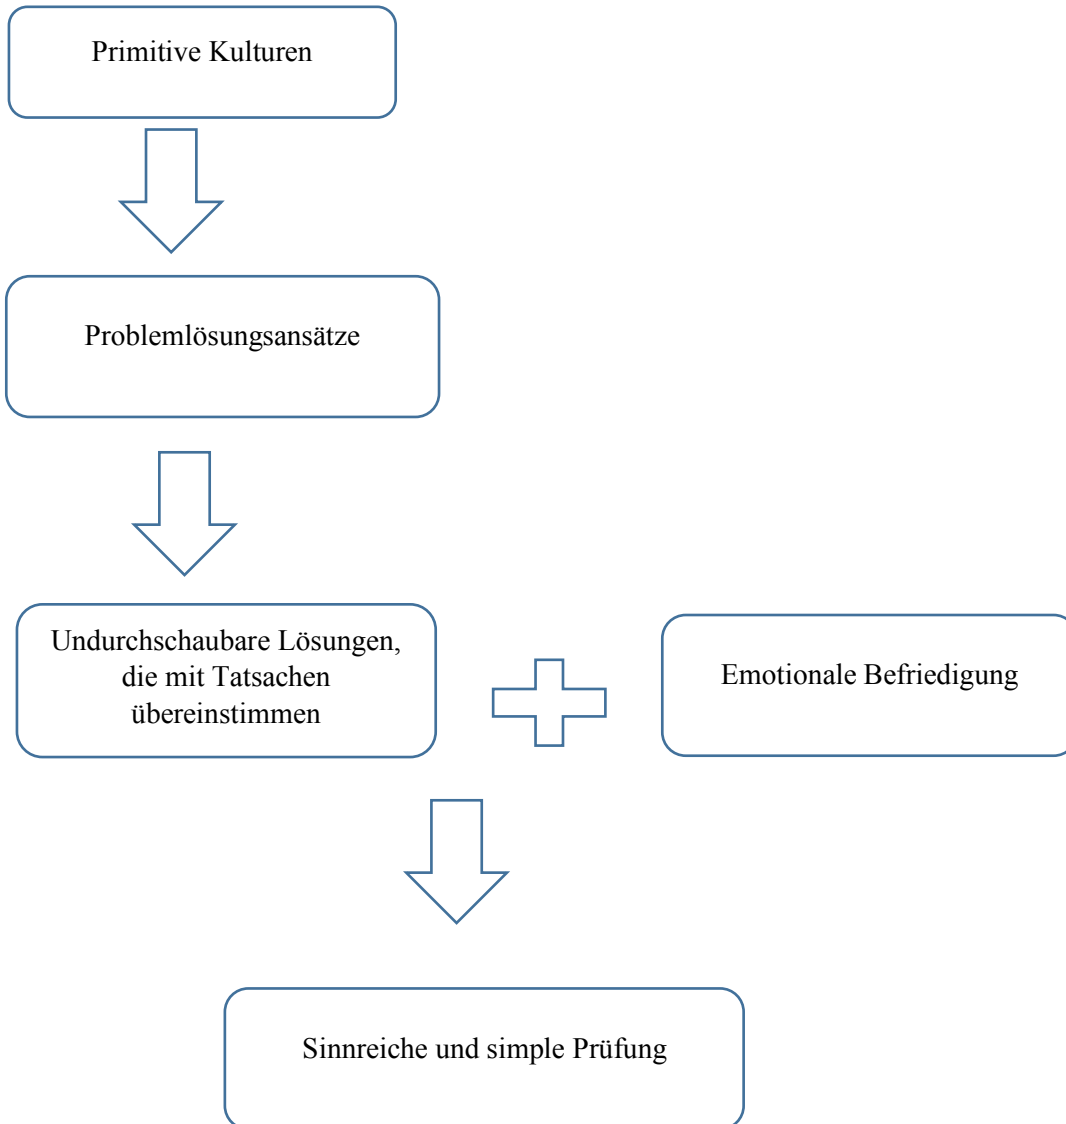 Primitive Kulturen
Problemlösungsansätze
Undurchschaubare Lösungen,
die mit Tatsachen
übereinstimmen
Emotionale Befriedigung
Sinnreiche und simple Prüfung